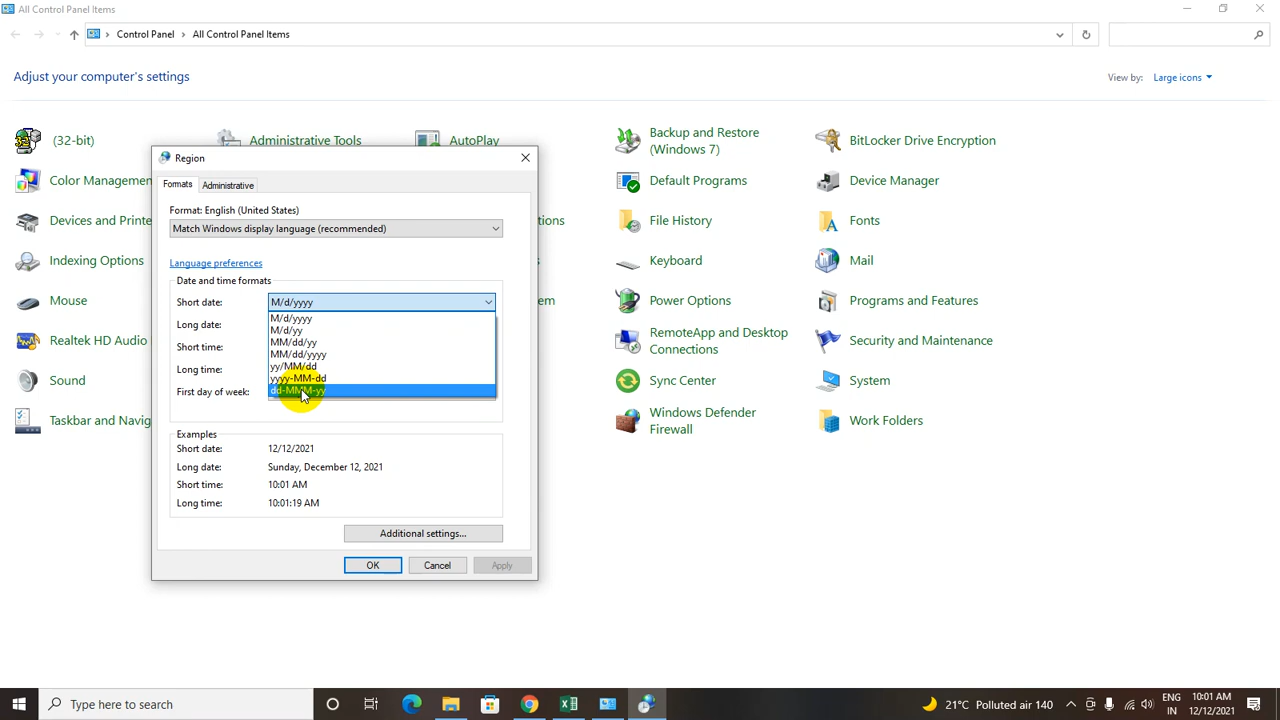 All Control Panel Items
Control Panel › All Control Panel Items
Adjust your computer's settings
View by: Large icons
(32-bit)
Administrative Tools
AutoPlay
Backup and Restore
(Windows 7)
BitLocker Drive Encryption
Color Managemen
Default Programs
Device Manager
Devices and Printe
tions
File History
Fonts
Indexing Options
Keyboard
Mail
Mouse
em
Power Options
Programs and Features
Realtek HD Audio
RemoteApp and Desktop
Connections
Security and Maintenance
Sound
Sync Center
System
Taskbar and Navig
Windows Defender
Firewall
Work Folders
Region
Formats
Administrative
Format: English (United States)
Match Windows display language (recommended)
Language preferences
Date and time formats
Short date: M/d/yyyy
M/d/yyyy
Long date:
M/d/yy
MM/dd/yy
Short time:
MM/dd/yyyy
yy/MM/dd
Long time:
yyyy-MM-dd
First day of week:
dd-MMM-yy
Examples
Short date: 12/12/2021
Long date: Sunday, December 12, 2021
Short time: 10:01 AM
Long time: 10:01:19 AM
Additional settings...
OK
Cancel
Apply
Type here to search
21°C Polluted air 140
ENG
IN
10:01 AM
12/12/2021